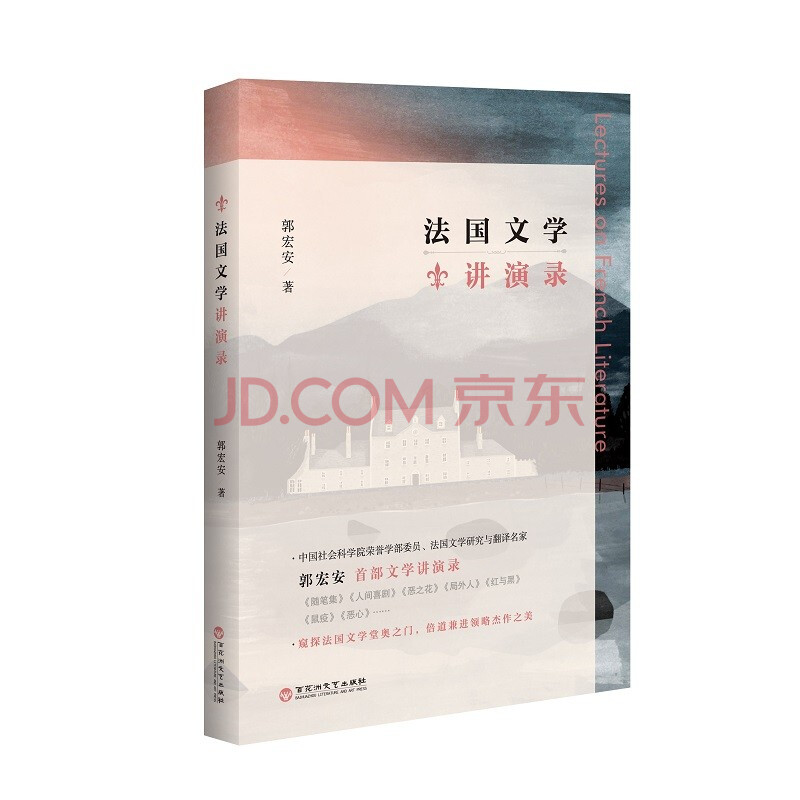 法国文学
讲演录
郭宏安
著
Lectures on French Literature
法国文学讲演录
郭宏安 著
JD.COM 京东
·中国社会科学院荣誉学部委员、法国文学研究与翻译名家
郭宏安 首部文学讲演录
《随笔集》《人间喜剧》《恶之花》《局外人》《红与黑》
《鼠疫》《恶心》……
·窥探法国文学堂奥之门，倍道兼进领略杰作之美
百花洲文艺出版社
BAIHUAZHOU LITERATURE AND ART PRESS
百花洲文艺出版社